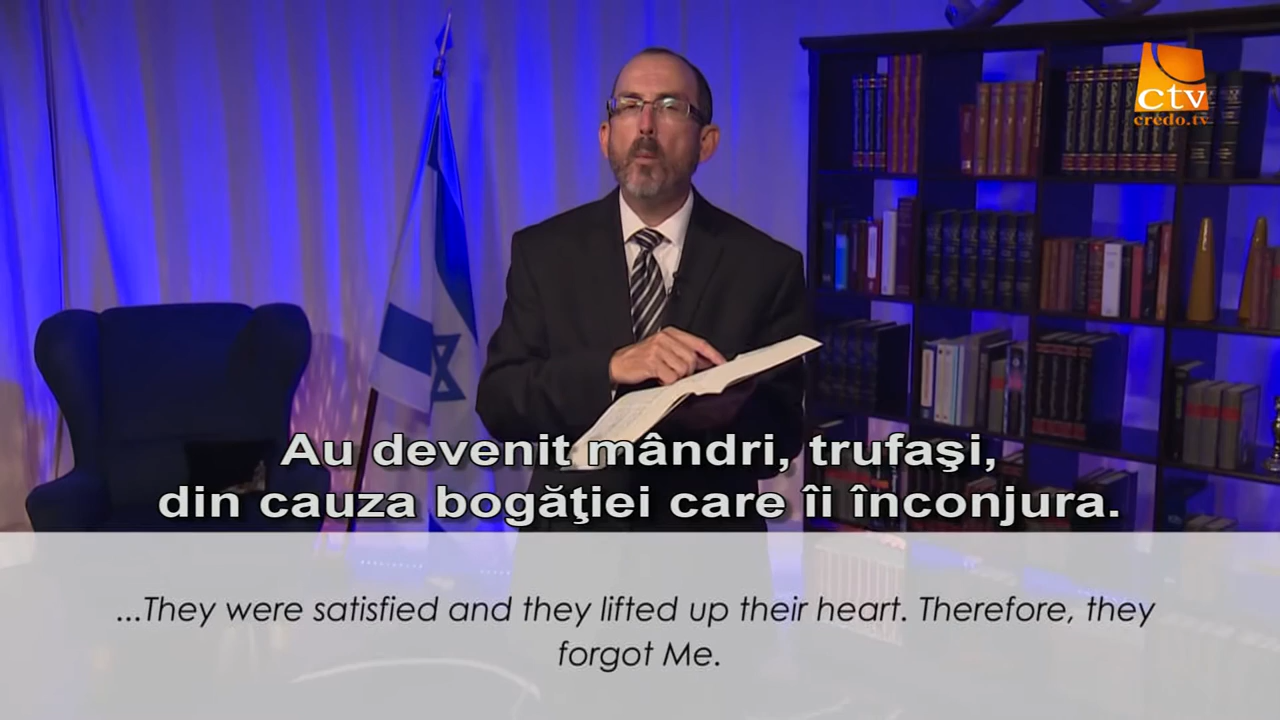 ctv
credo.tv
Au devenit mândri, trufaşi,
din cauza bogăţiei care îi înconjura.
...They were satisfied and they lifted up their heart. Therefore, they
forgot Me.